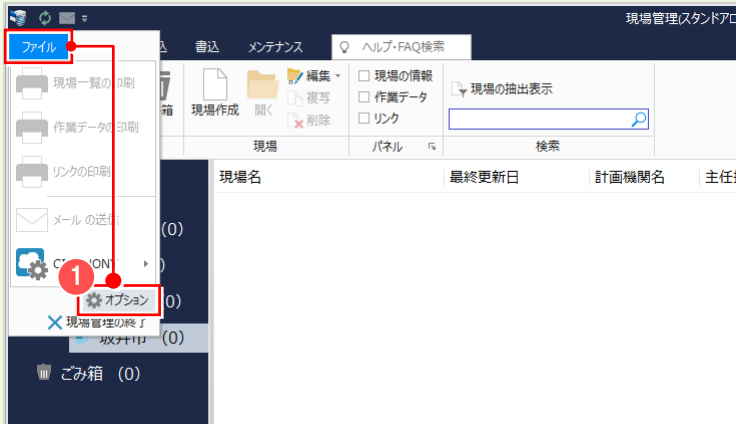 現場管理(スタンドアロ
ファイル
込
書込
メンテナンス
ヘルプ・FAQ検索
現場一覧の印刷
作業データの印刷
リンクの印刷
メール の送信
オプション
現場管理の終了
箱
現場作成
開く
編集
複写
削除
現場
現場の情報
作業データ
リンク
パネル
現場の抽出表示
検索
現場名
最終更新日
計画機関名
主任
(0)
)
(0)
坂井市 (0)
ごみ箱 (0)
1